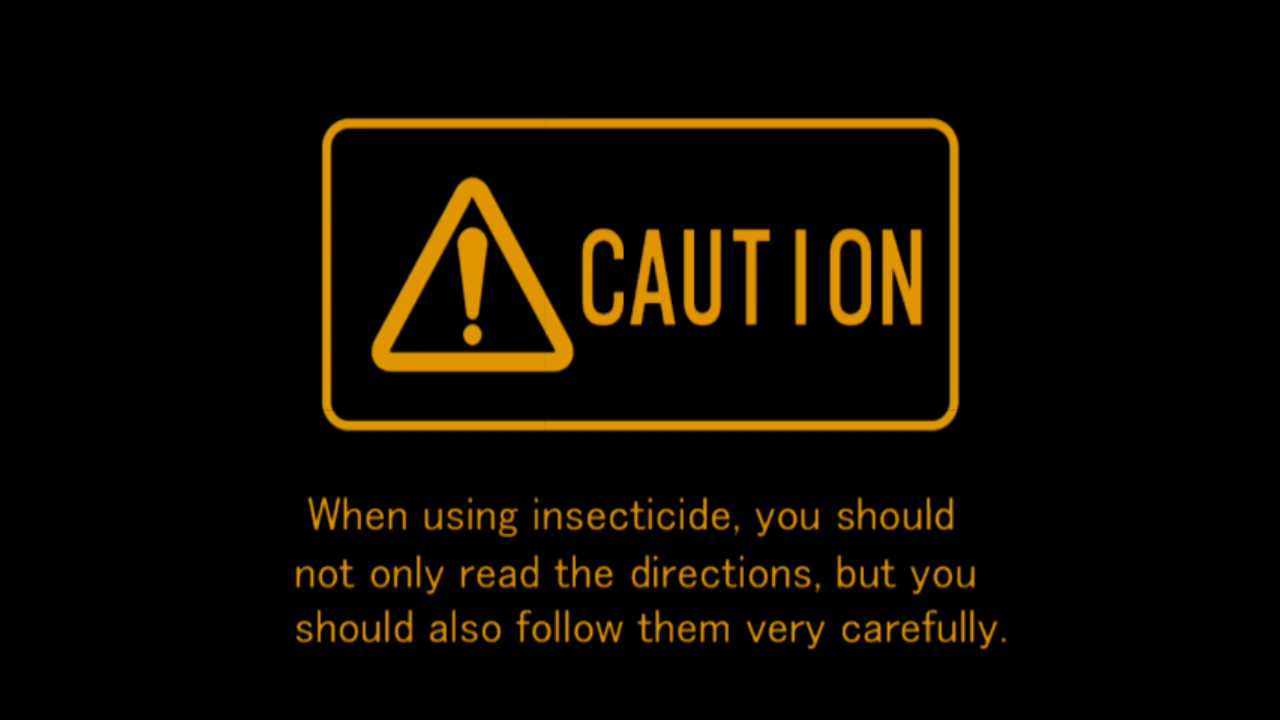 CAUTION
When using insecticide, you should
not only read the directions, but you
should also follow them very carefully.